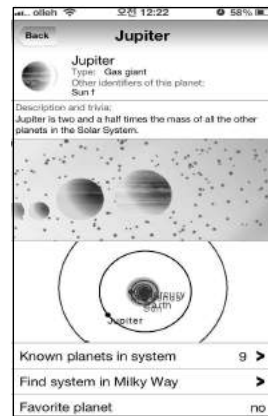 olleh 오전 12:22 58%
Back Jupiter
Jupiter
Type: Gas giant
Other identifiers of this planet:
Sun f
Description and trivia:
Jupiter is two and a half times the mass of all the other
planets in the Solar System.
Earth
Jupiter
Known planets in system 9 >
Find system in Milky Way >
Favorite planet no